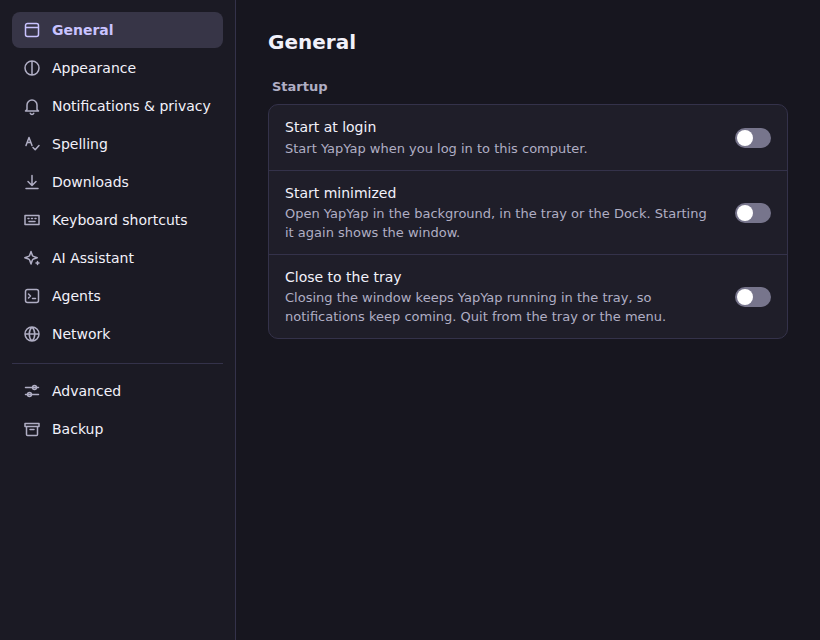 General
Appearance
Notifications & privacy
Spelling
Downloads
Keyboard shortcuts
AI Assistant
Agents
Network
Advanced
Backup
General
Startup
Start at login
Start YapYap when you log in to this computer.
Start minimized
Open YapYap in the background, in the tray or the Dock. Starting
it again shows the window.
Close to the tray
Closing the window keeps YapYap running in the tray, so
notifications keep coming. Quit from the tray or the menu.